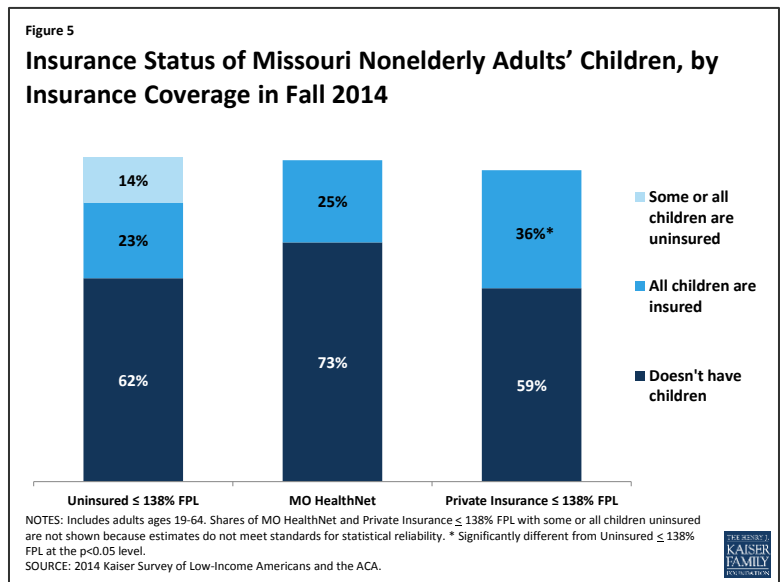 Figure 5
Insurance Status of Missouri Nonelderly Adults’ Children, by
Insurance Coverage in Fall 2014
14%
23%
62%
25%
73%
36%*
59%
Some or all
children are
uninsured
All children are
insured
Doesn't have
children
Uninsured ≤ 138% FPL
MO HealthNet
Private Insurance ≤ 138% FPL
NOTES: Includes adults ages 19-64. Shares of MO HealthNet and Private Insurance < 138% FPL with some or all children uninsured
are not shown because estimates do not meet standards for statistical reliability. * Significantly different from Uninsured < 138%
FPL at the p<0.05 level.
SOURCE: 2014 Kaiser Survey of Low-Income Americans and the ACA.
THE HENRY J.
KAISER
FAMILY
FOUNDATION